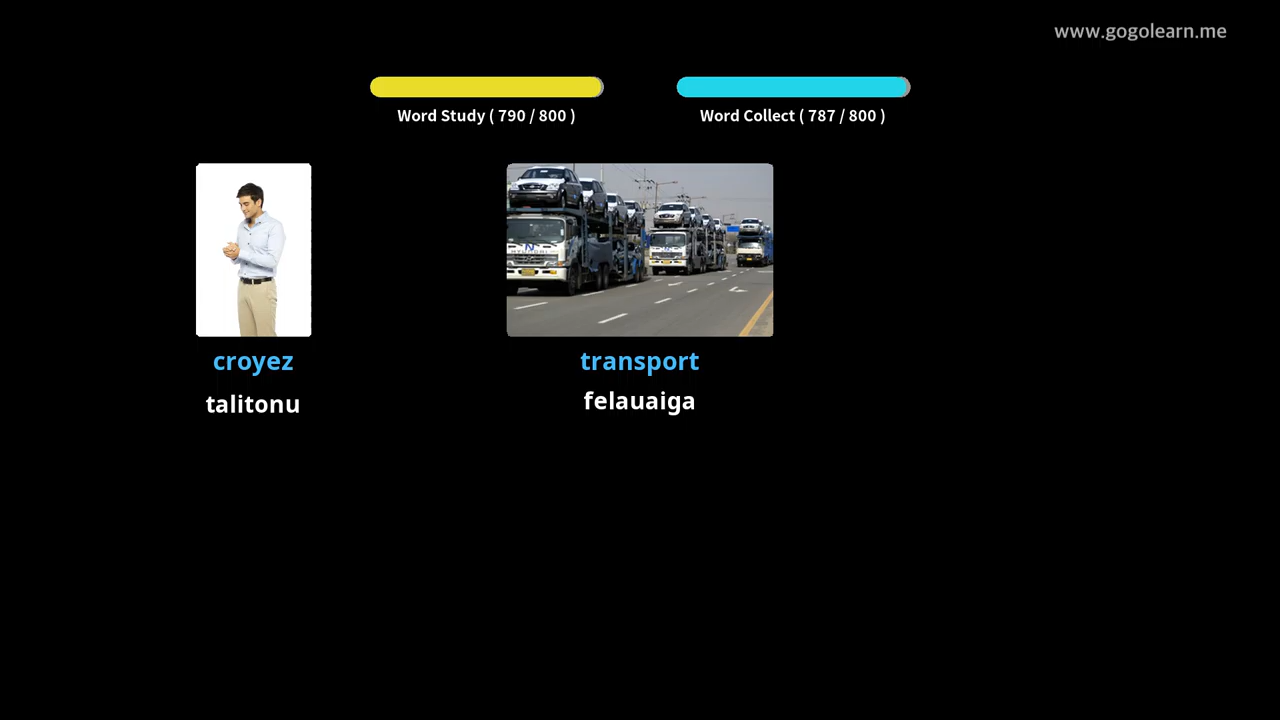 www.gogolearn.me
Word Study ( 790 / 800 )
Word Collect ( 787 / 800 )
croyez
transport
talitonu
felauaiga